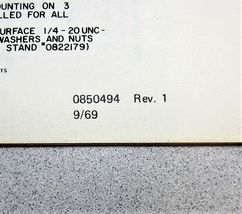 OUNTING ON 3
LLED FOR ALL
URFACE 1/4-20UNC-
WASHERS AND NUTS
STAND #0822179)
TS
0850494 Rev. 1
9/69